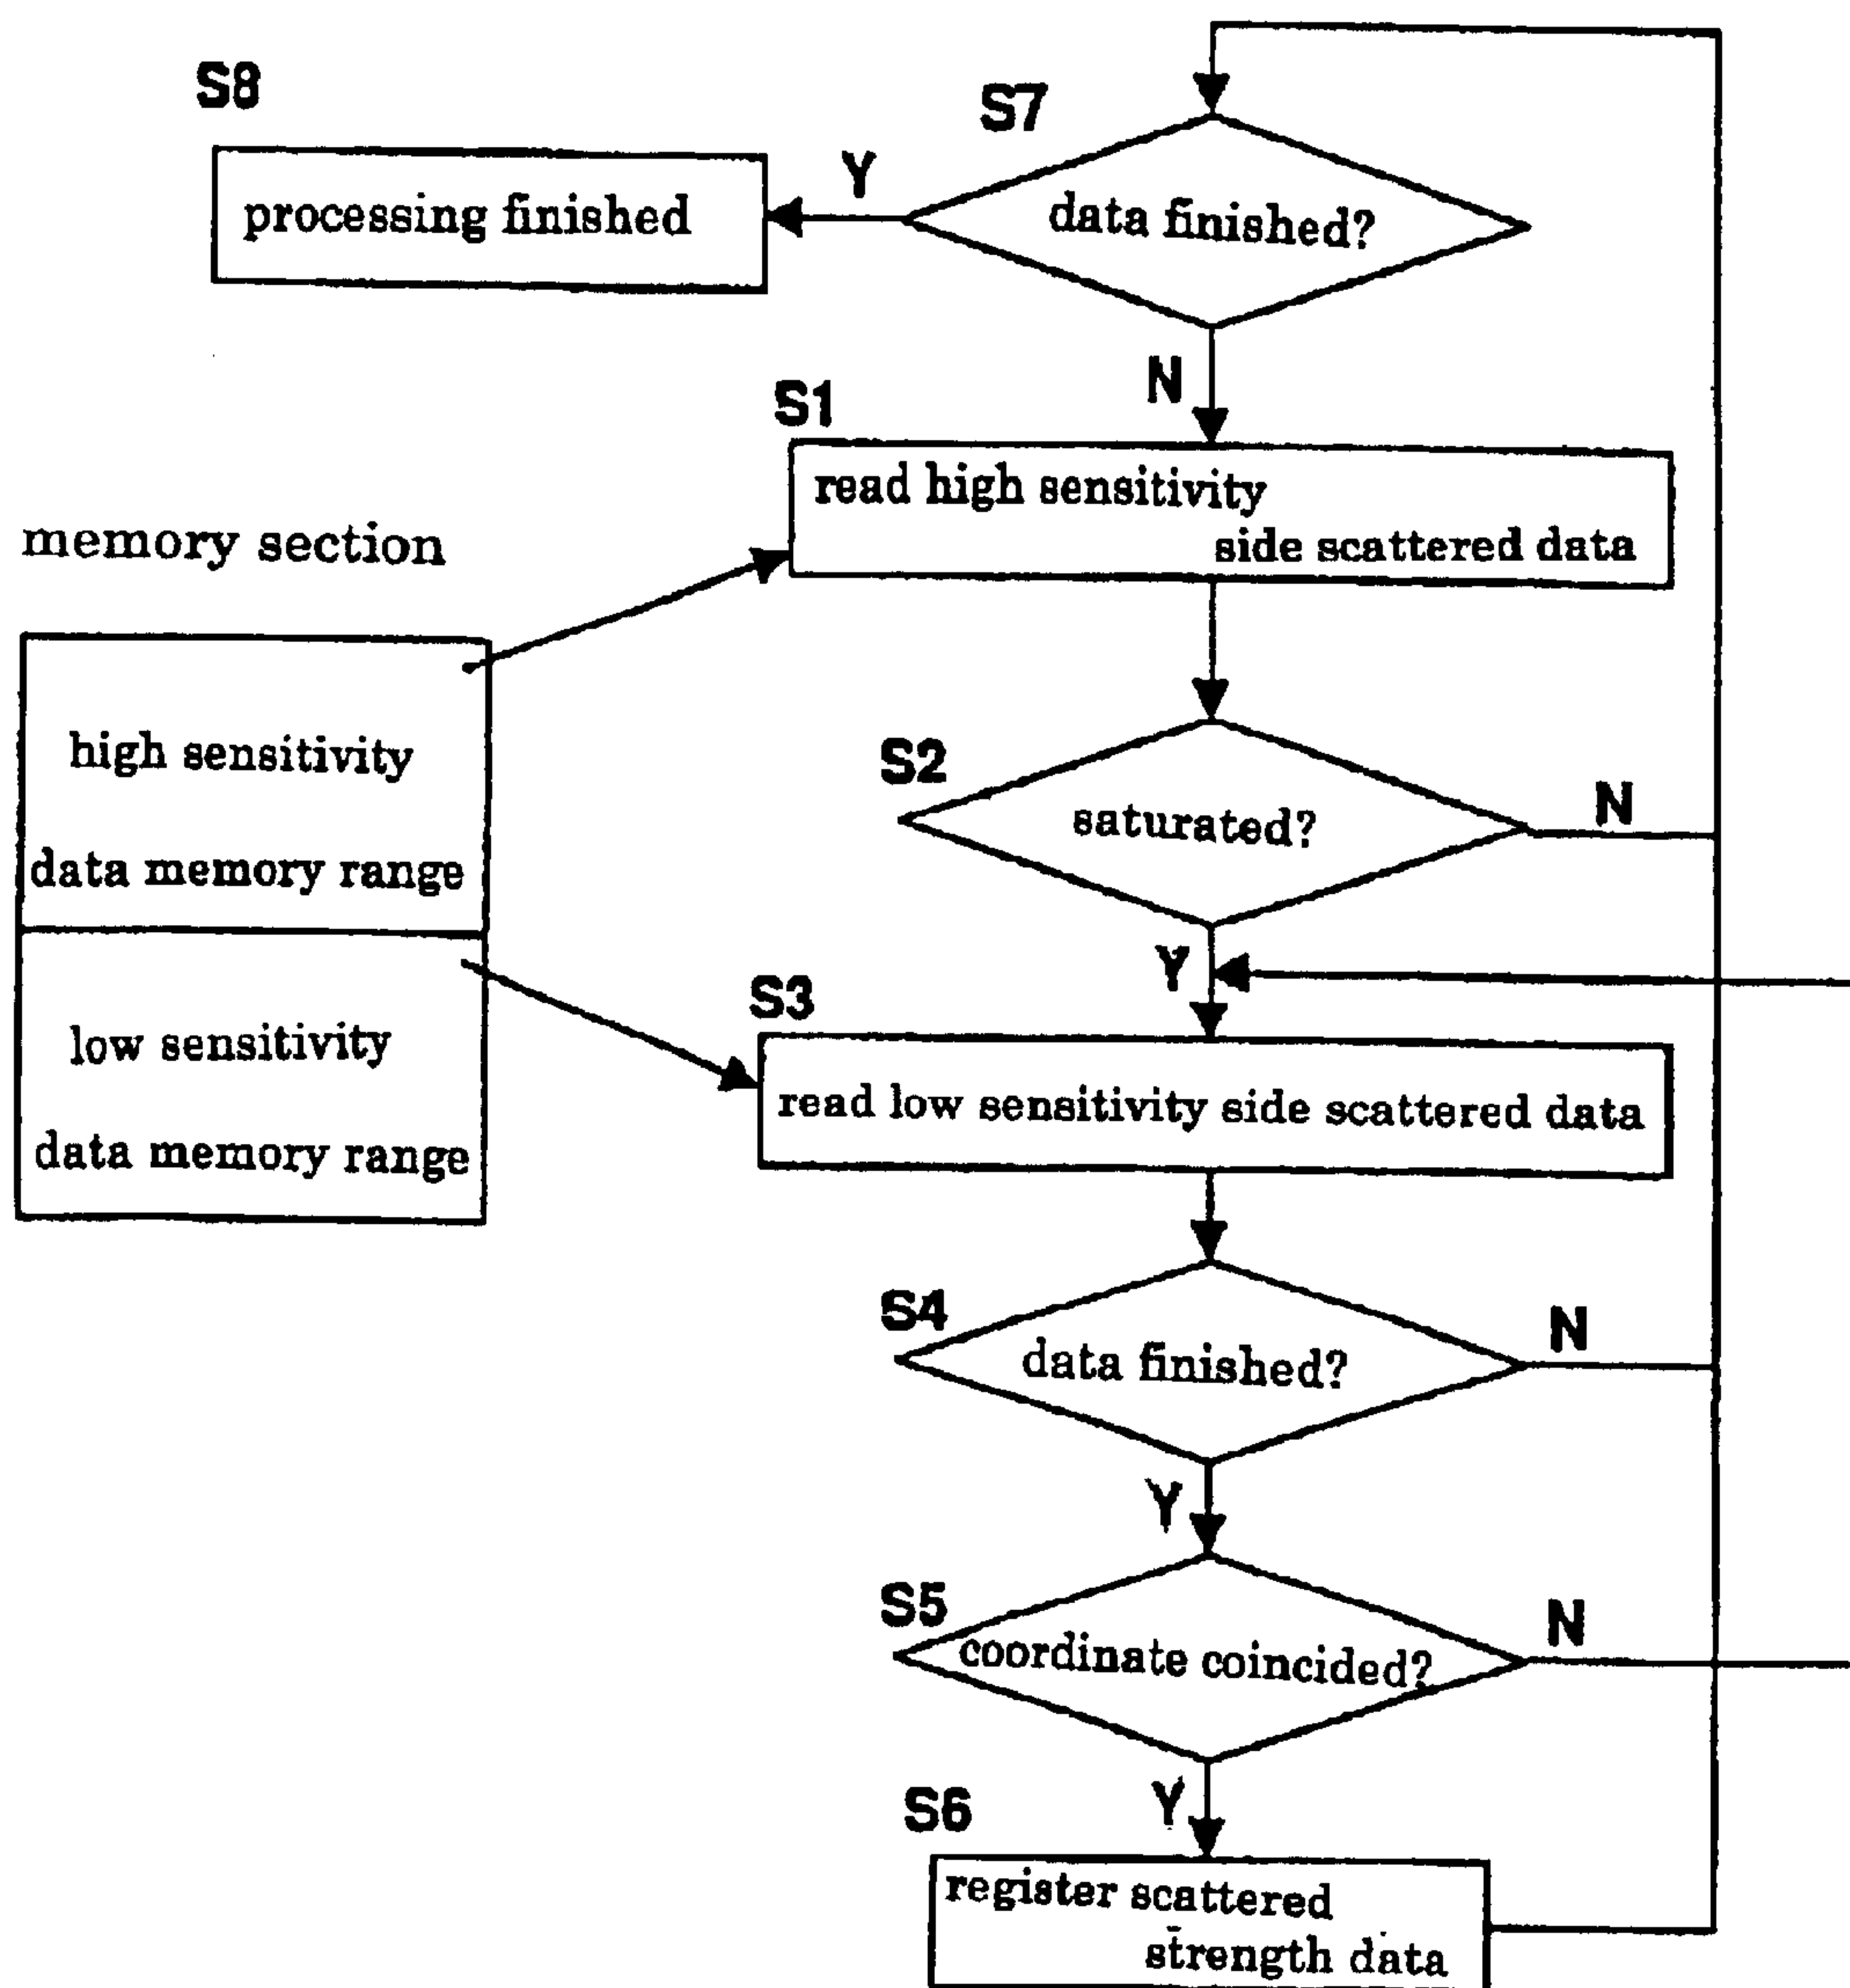 S8
S7
Y
processing finished
data finished?
N
S1
read high sensitivity
side scattered data
memory section
high sensitivity
data memory range
S2
saturated?
N
Y
S3
low sensitivity
data memory range
read low sensitivity side scattered data
S4
data finished?
N
Y
S5
coordinate coincided?
N
Y
S6
register scattered
strength data